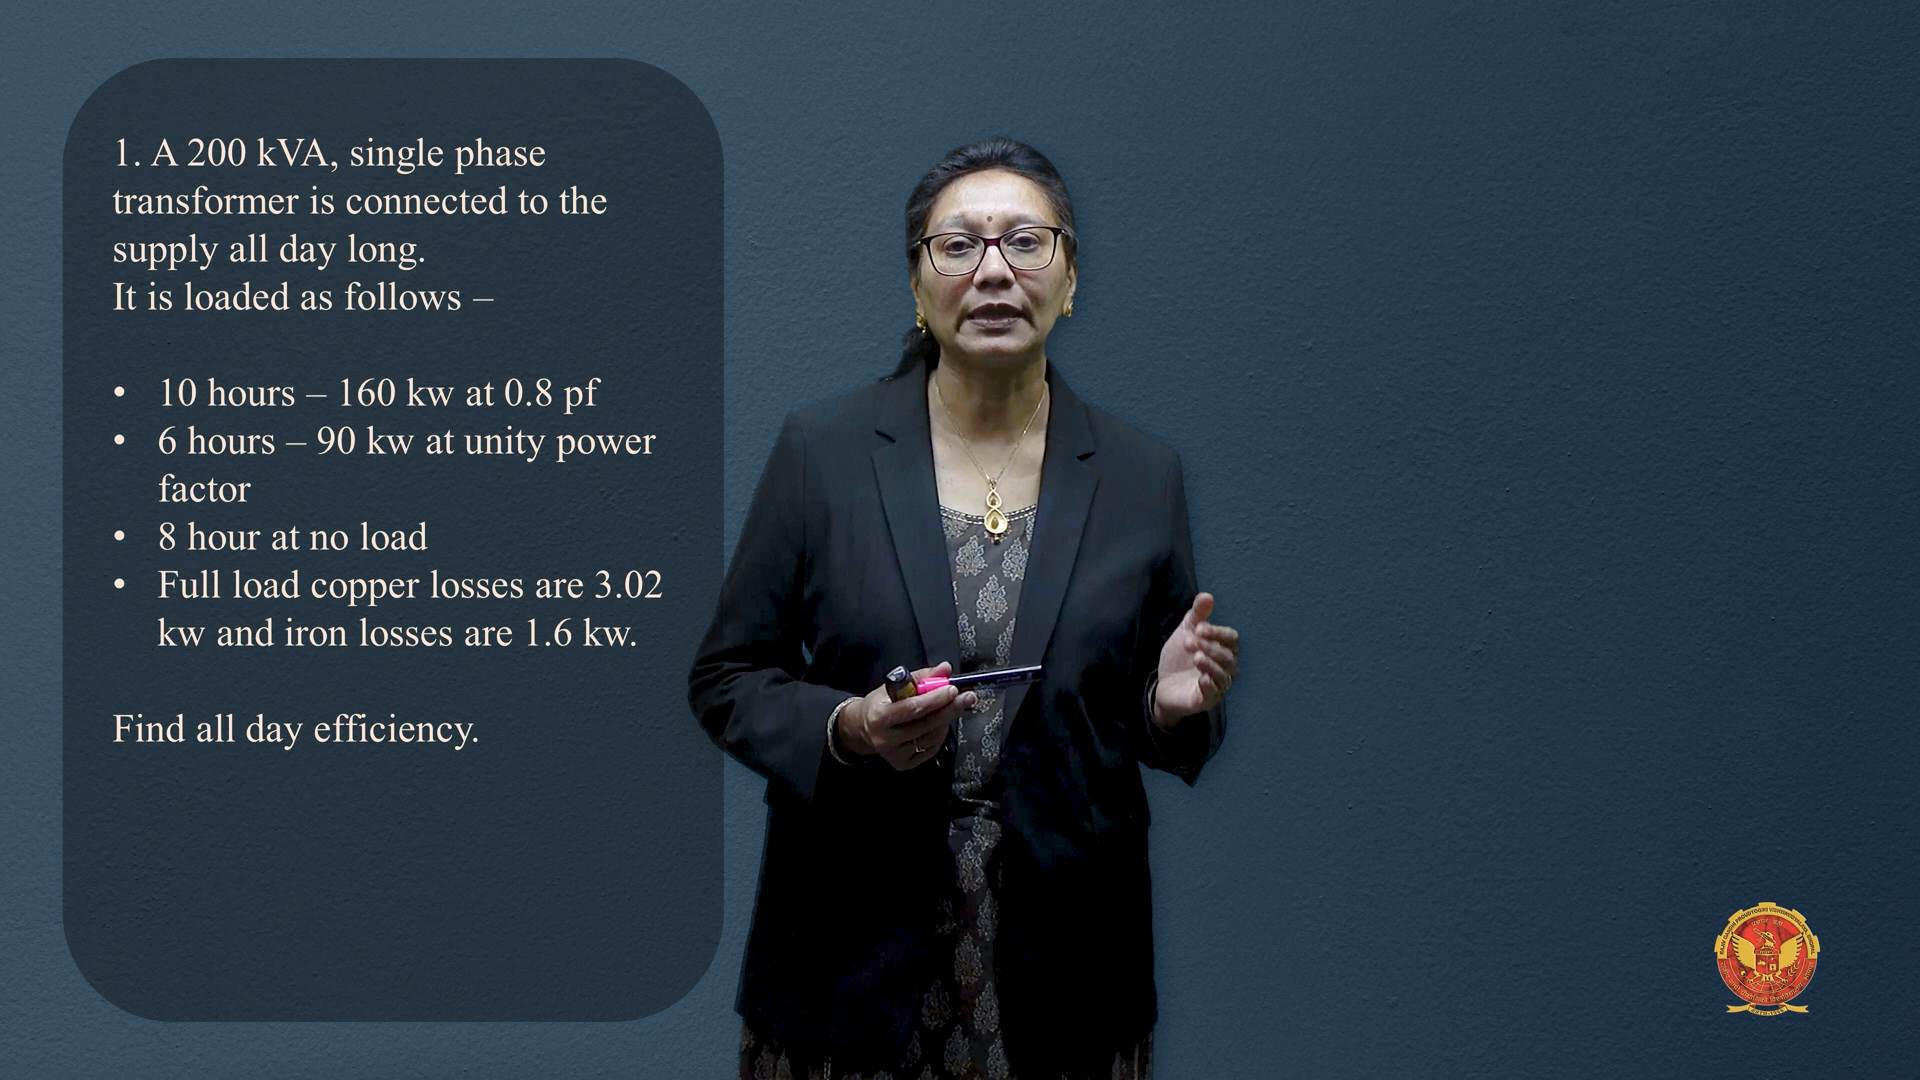 1. A 200 kVA, single phase
transformer is connected to the
supply all day long.
It is loaded as follows –
• 10 hours – 160 kw at 0.8 pf
• 6 hours – 90 kw at unity power
factor
• 8 hour at no load
• Full load copper losses are 3.02
kw and iron losses are 1.6 kw.
Find all day efficiency.